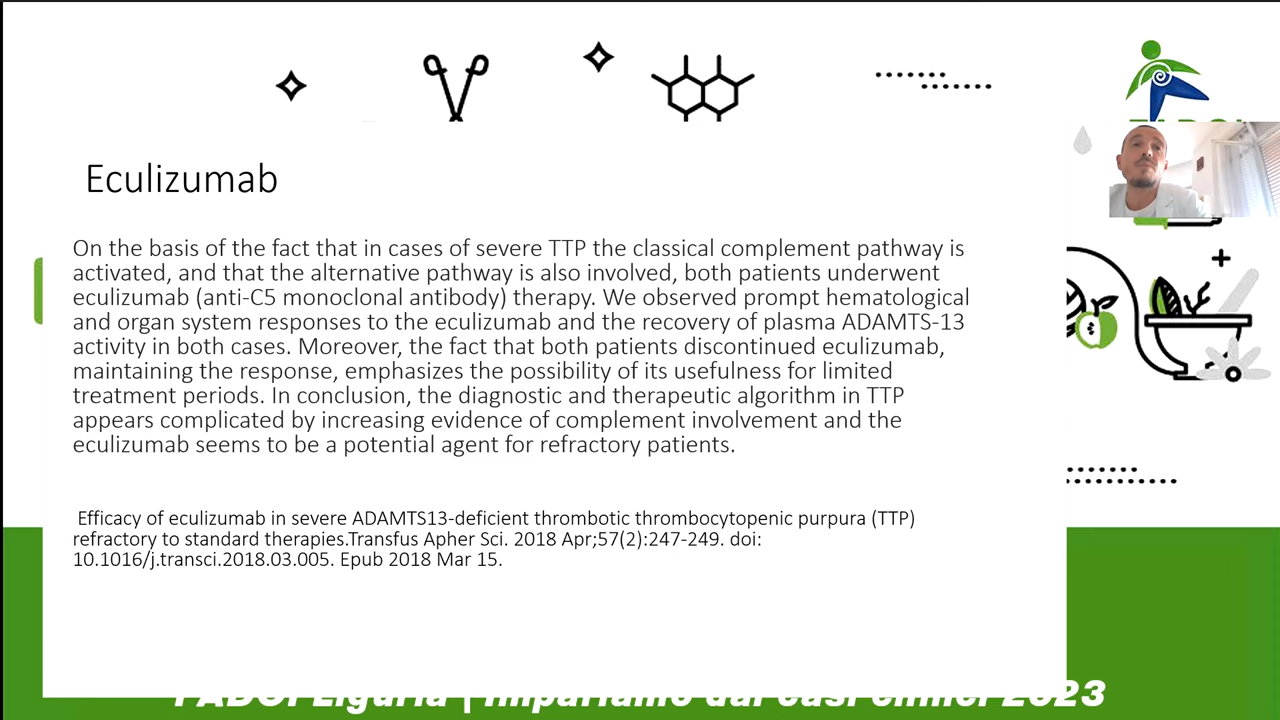 Eculizumab
On the basis of the fact that in cases of severe TTP the classical complement pathway is
activated, and that the alternative pathway is also involved, both patients underwent
eculizumab (anti-C5 monoclonal antibody) therapy. We observed prompt hematological
and organ system responses to the eculizumab and the recovery of plasma ADAMTS-13
activity in both cases. Moreover, the fact that both patients discontinued eculizumab,
maintaining the response, emphasizes the possibility of its usefulness for limited
treatment periods. In conclusion, the diagnostic and therapeutic algorithm in TTP
appears complicated by increasing evidence of complement involvement and the
eculizumab seems to be a potential agent for refractory patients.
Efficacy of eculizumab in severe ADAMTS13-deficient thrombotic thrombocytopenic purpura (TTP)
refractory to standard therapies.Transfus Apher Sci. 2018 Apr;57(2):247-249. doi:
10.1016/j.transci.2018.03.005. Epub 2018 Mar 15.
FADOI Liguria | Impariamo dai casi clinici 2023